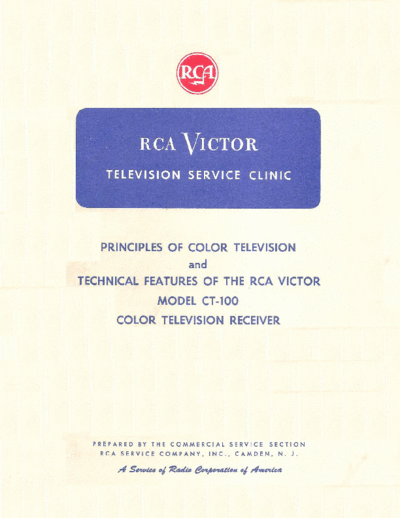 RCA
RCA VICTOR
TELEVISION SERVICE CLINIC
PRINCIPLES OF COLOR TELEVISION
and
TECHNICAL FEATURES OF THE RCA VICTOR
MODEL CT-100
COLOR TELEVISION RECEIVER
PREPARED BY THE COMMERCIAL SERVICE SECTION
RCA SERVICE COMPANY, INC., CAMDEN, N. J.
A Service of Radio Corporation of America